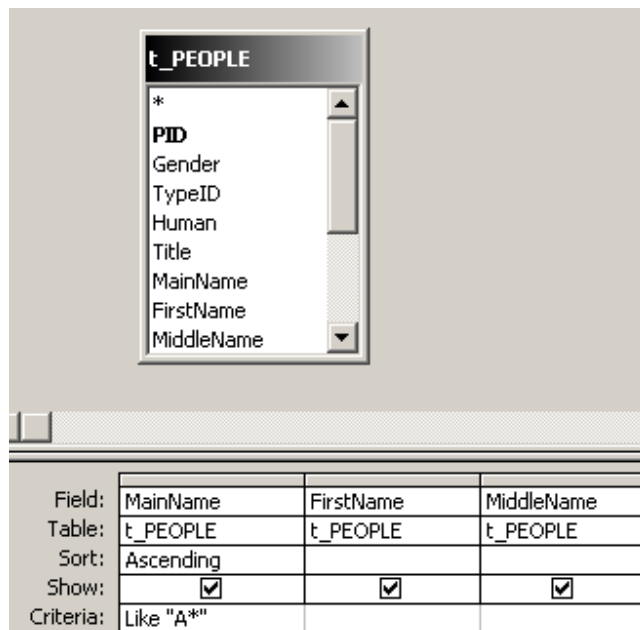 t_PEOPLE
*
PID
Gender
TypeID
Human
Title
MainName
FirstName
MiddleName
Field: MainName FirstName MiddleName
Table: t_PEOPLE t_PEOPLE t_PEOPLE
Sort: Ascending
Show:
Criteria: Like "A*"